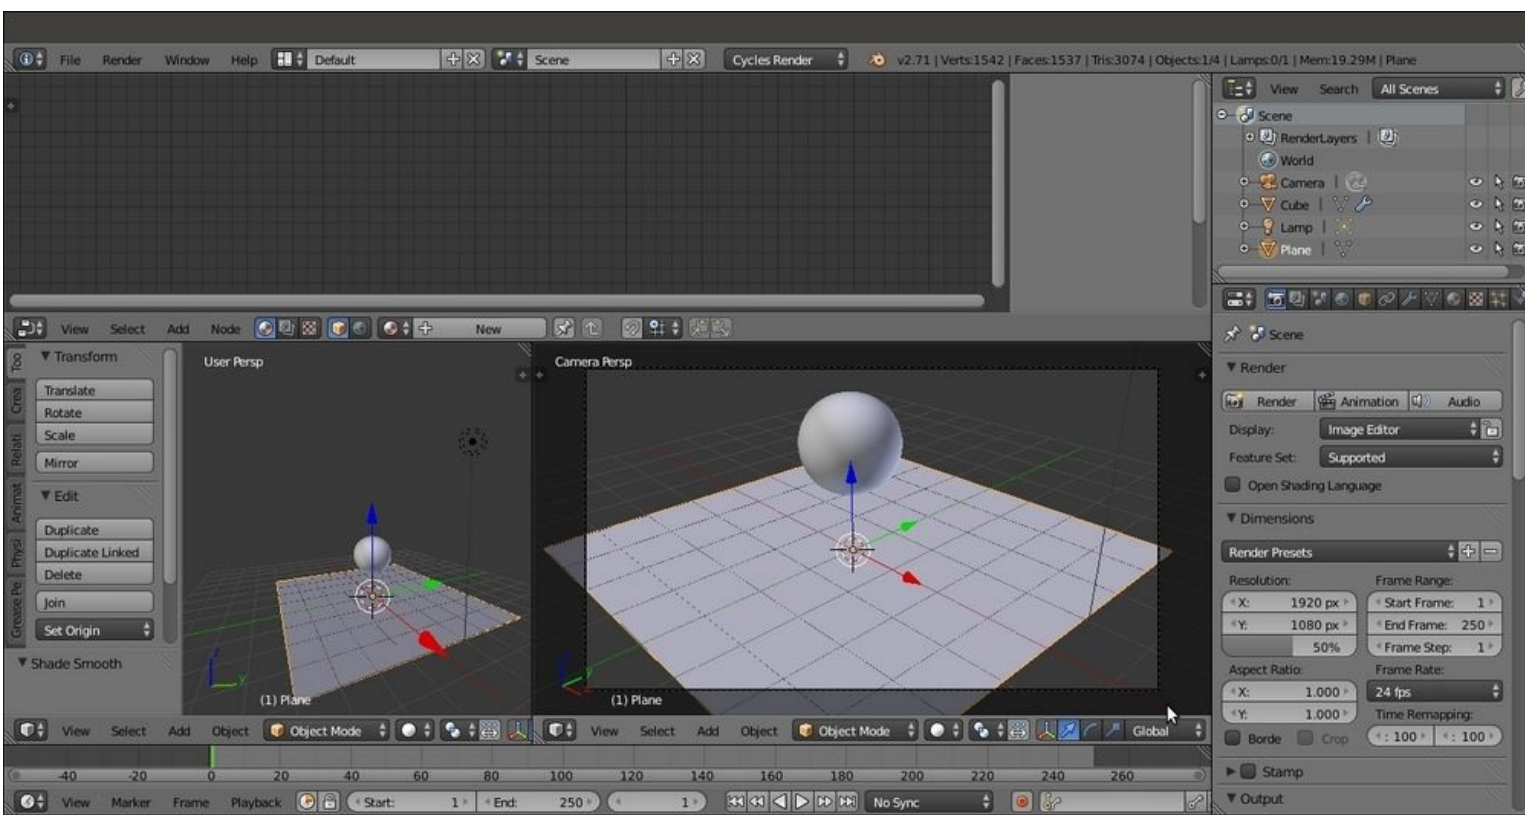 File Render Window Help Default Scene Cycles Render v2.71 | Verts:1542 | Faces:1537 | Tris:3074 | Objects:1/4 | Lamps:0/1 | Mem:19.29M | Plane
View Search All Scenes
Scene
RenderLayers |
World
Camera |
Cube |
Lamp |
Plane |
View Select Add Node New
Scene
Too
Crea
Relati
Animat
Physi
Grease Pe
Transform
Translate
Rotate
Scale
Mirror
Edit
Duplicate
Duplicate Linked
Delete
Join
Set Origin
Shade Smooth
User Persp
y
(1) Plane
Camera Persp
y
(1) Plane
Render
Render Animation Audio
Display: Image Editor
Feature Set: Supported
Open Shading Language
Dimensions
Render Presets
Resolution: Frame Range:
X: 1920 px Start Frame: 1
Y: 1080 px End Frame: 250
50% Frame Step: 1
Aspect Ratio: Frame Rate:
X: 1.000 24 fps
Y: 1.000 Time Remapping:
Borde Crop : 100 : 100
Stamp
Output
View Select Add Object Object Mode
View Select Add Object Object Mode Global
-40 -20 0 20 40 60 80 100 120 140 160 180 200 220 240 260
View Marker Frame Playback Start: 1 End: 250 1 No Sync